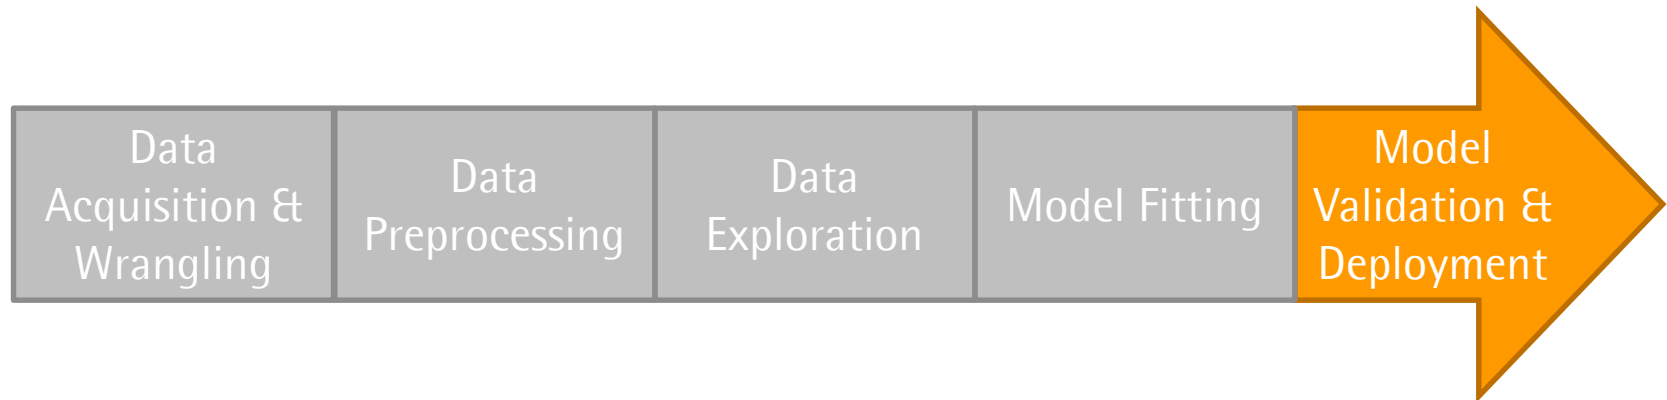 Data
Acquisition &
Wrangling
Data
Preprocessing
Data
Exploration
Model Fitting
Model
Validation &
Deployment